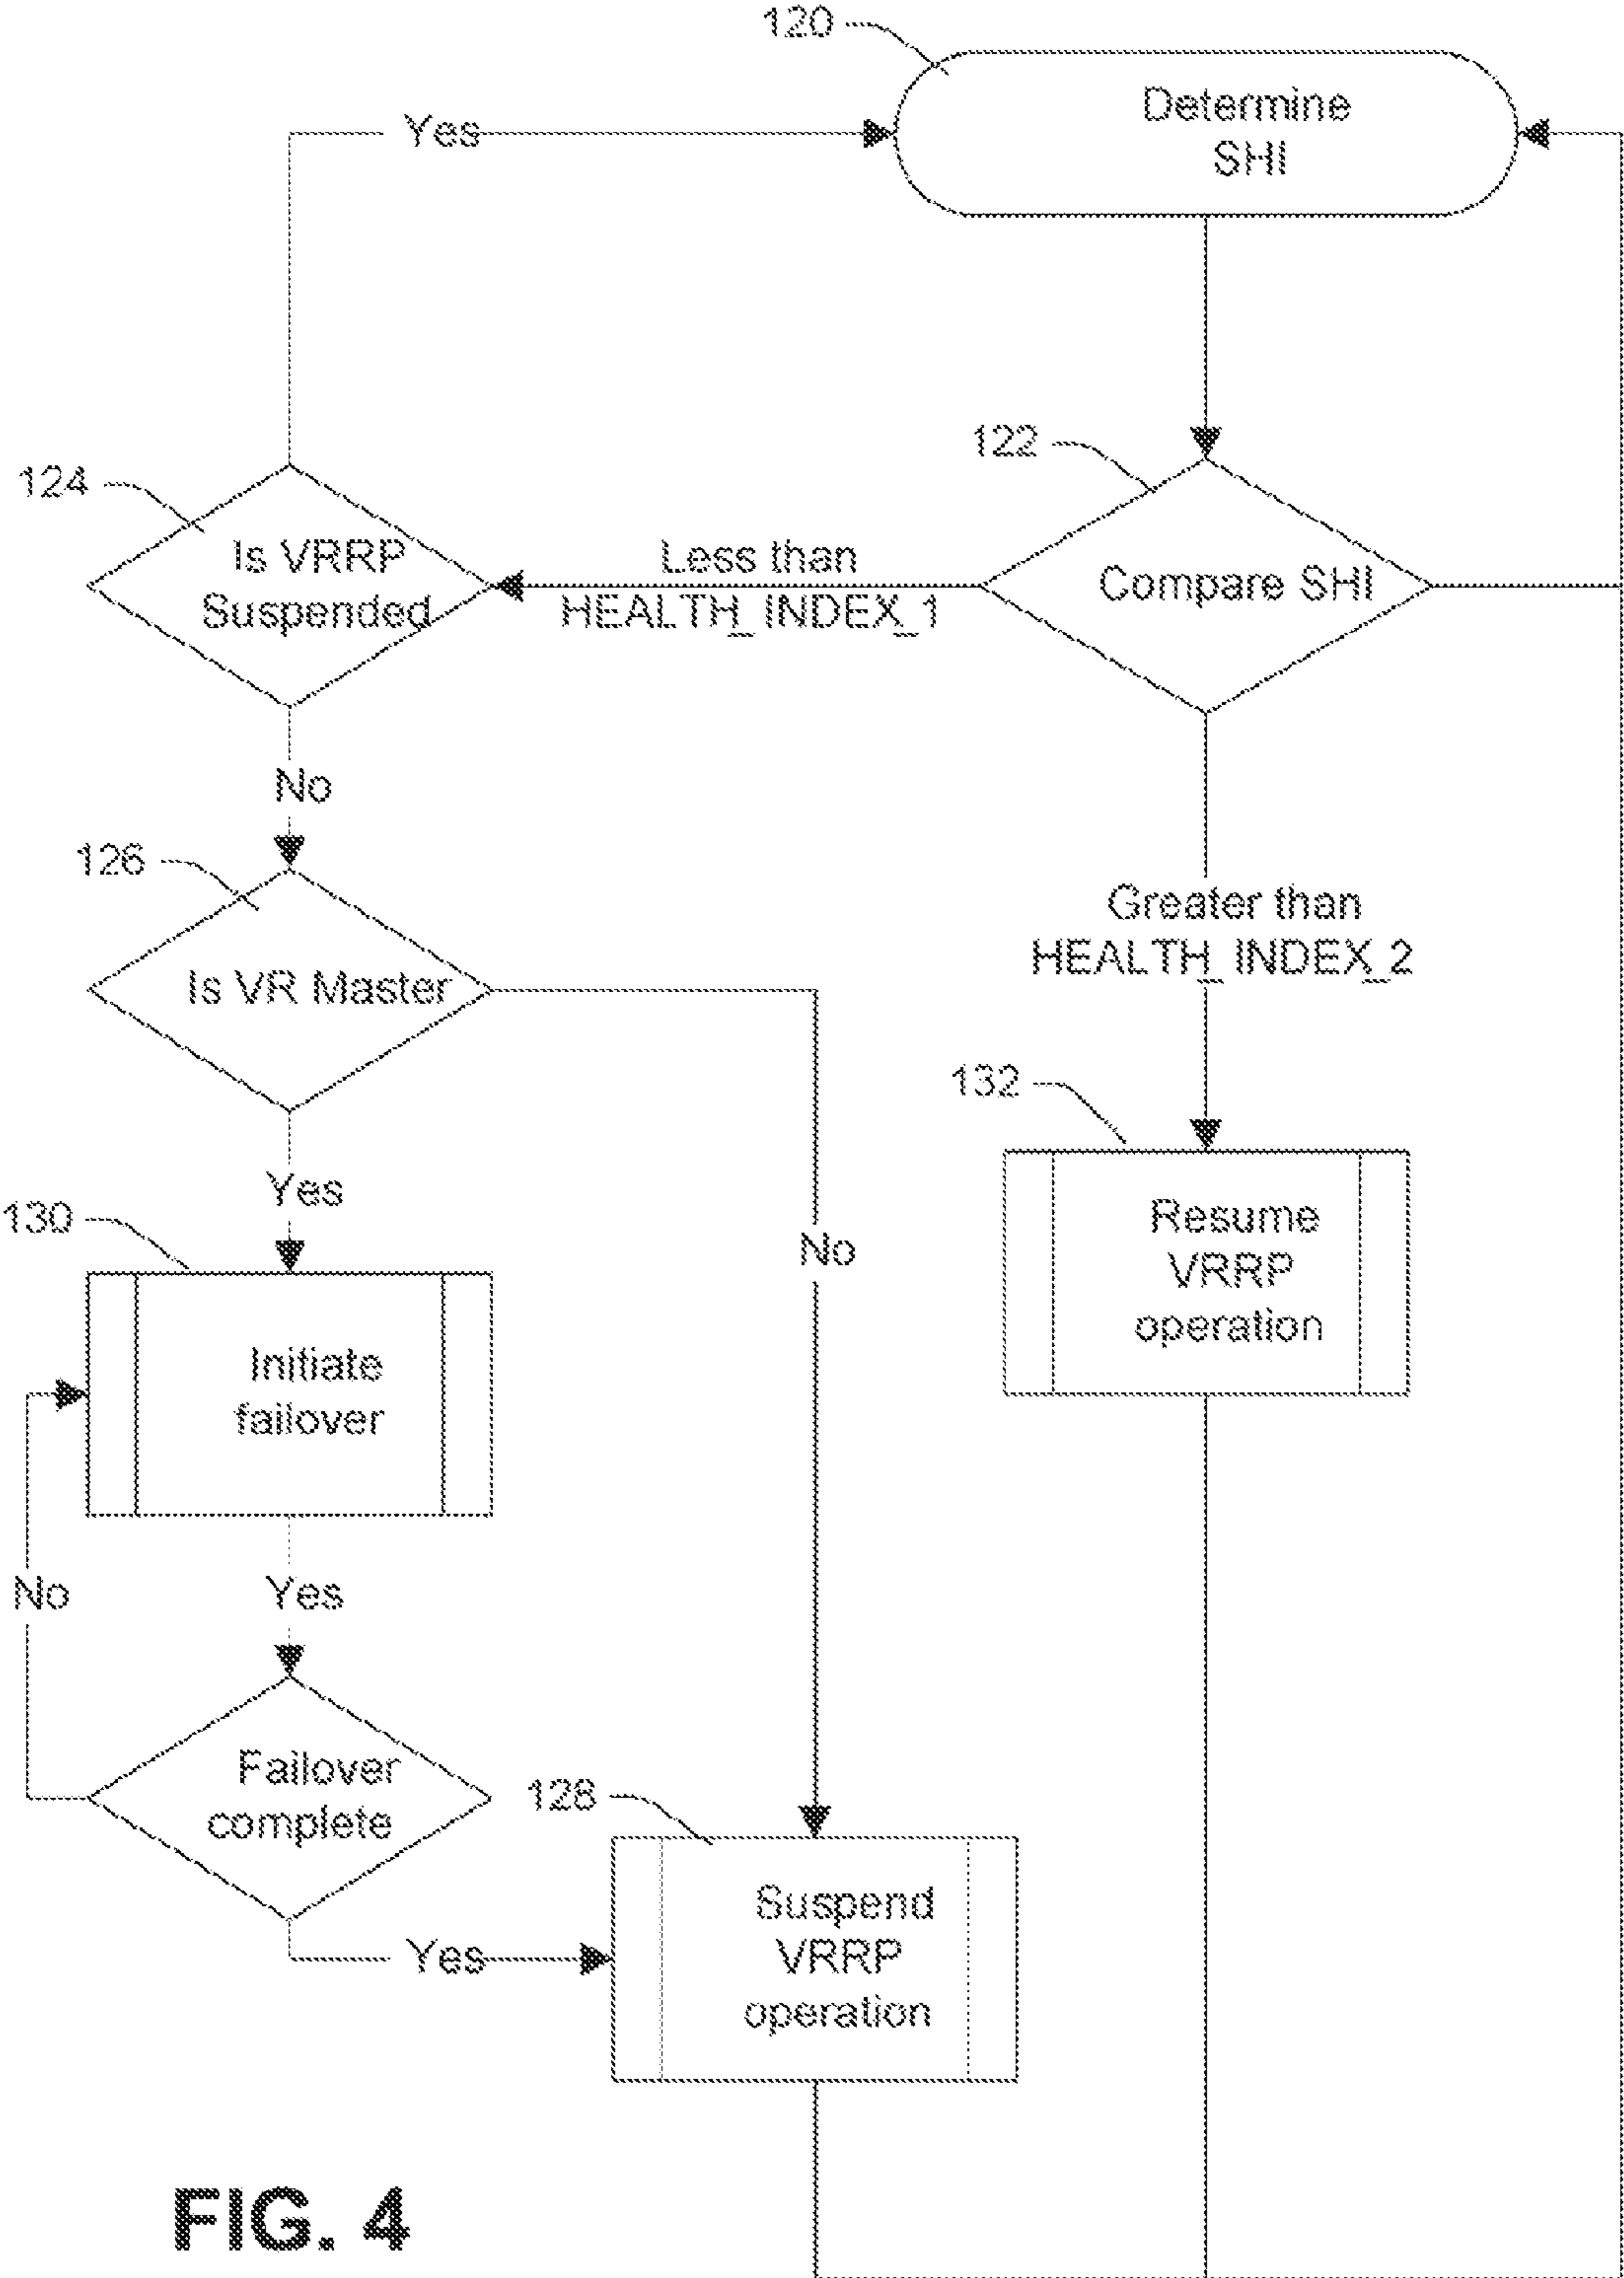 120
Determine
SHI
Yes
122
Compare SHI
Less than
HEALTH_INDEX_1
124
Is VRRP
Suspended
No
126
Is VR Master
Greater than
HEALTH_INDEX_2
132
Resume
VRRP
operation
Yes
No
130
Initiate
failover
No
Yes
Failover
complete
128
Suspend
VRRP
operation
Yes
FIG. 4